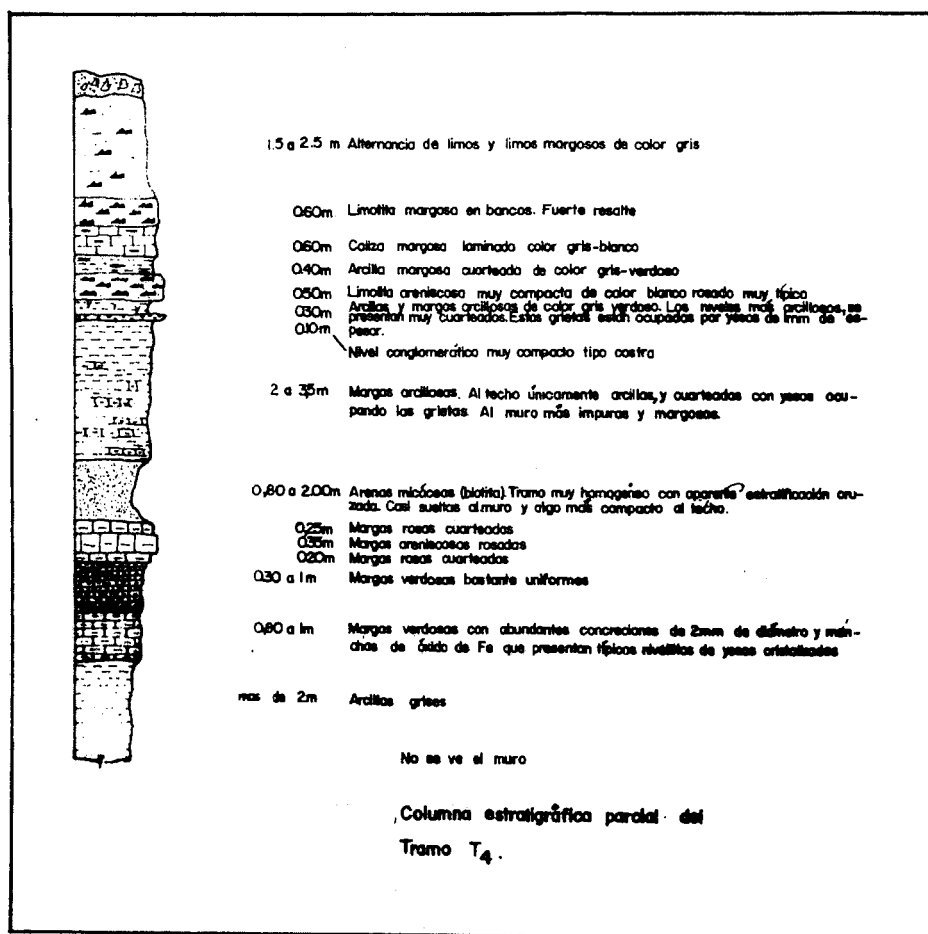 1.5 a 2.5 m Alternancia de limos y limos margosos de color gris
0.60m Limolita margosa en bancos. Fuerte resalte
0.60m Caliza margosa laminada color gris-blanco
0.40m Arcilla margosa cuarteada de color gris-verdoso
0.50m Limolita areniscosa muy compacta de color blanco rosado muy típica
0.30m Arcillas y margas arcillosas de color gris verdoso. Los niveles más arcillosos, se
presentan muy cuarteados. Estas grietas están ocupadas por yesos de 1mm de es-
0.10m pesor.
Nivel conglomerático muy compacto tipo costra
2 a 3,5m Margas arcillosas. Al techo únicamente arcillas, y cuarteadas con yesos ocu-
pando las grietas. Al muro más impuras y margosas.
0,80 a 2.00m Arenas micáceas (biotita). Tramo muy homogéneo con aparente estratificación cru-
zada. Casi sueltas al muro y algo más compacto al techo.
0.25m Margas rosas cuarteadas
0.35m Margas areniscosas rosadas
0.20m Margas rosas cuarteadas
0.30 a 1m Margas verdosas bastante uniformes
0,80 a 1m Margas verdosas con abundantes concreciones de 2mm de diámetro y man-
chas de óxido de Fe que presentan típicos nivelillos de yesos cristalizados
mas de 2m Arcillas grises
No se ve el muro
Columna estratigráfica parcial del
Tramo T4.